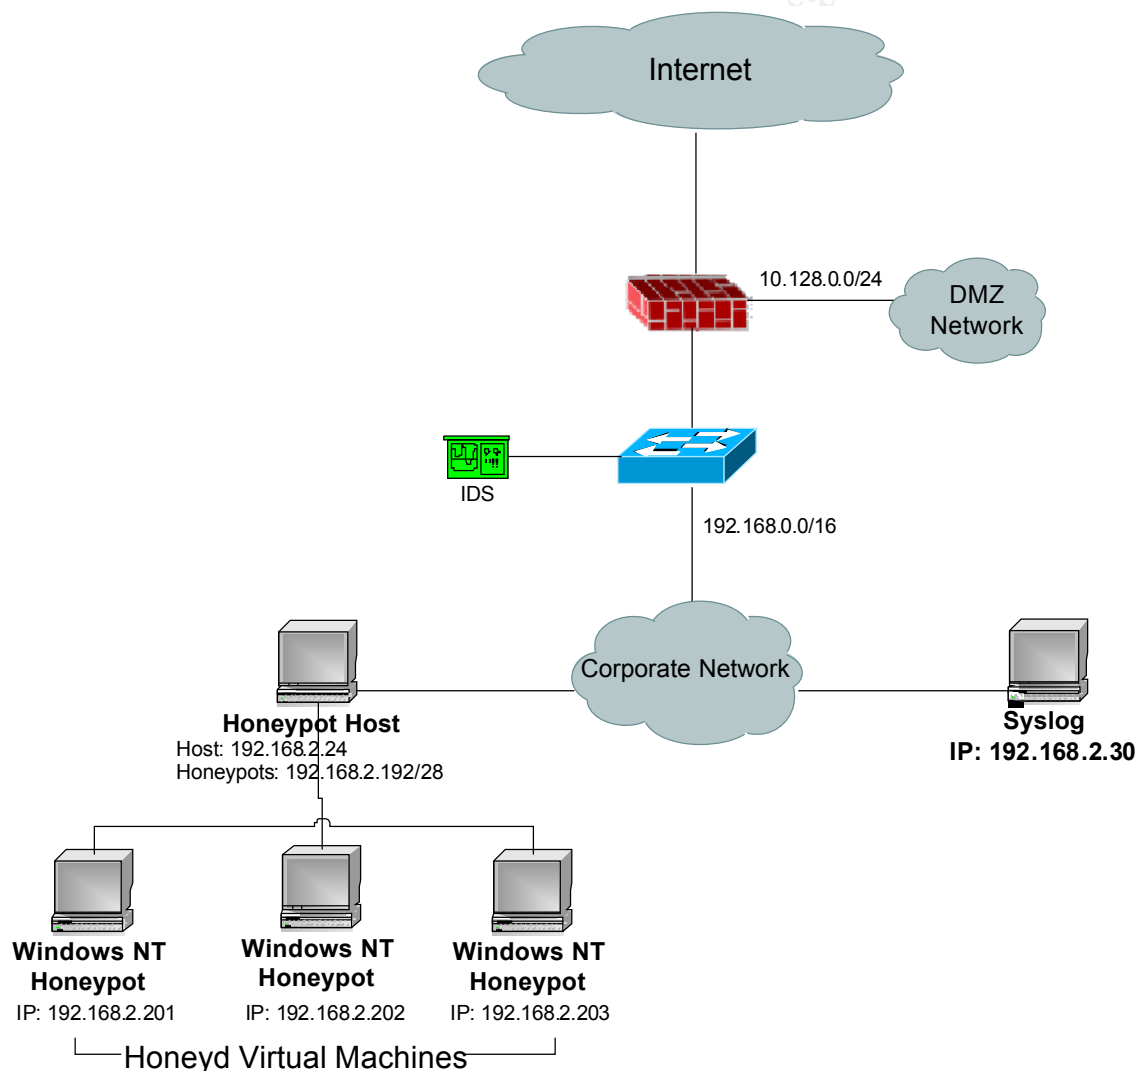 Internet
10.128.0.0/24
DMZ
Network
IDS
192.168.0.0/16
Corporate Network
Honeypot Host
Host: 192.168.2.24
Honeypots: 192.168.2.192/28
Syslog
IP: 192.168.2.30
Windows NT
Honeypot
IP: 192.168.2.201
Windows NT
Honeypot
IP: 192.168.2.202
Windows NT
Honeypot
IP: 192.168.2.203
Honeyd Virtual Machines